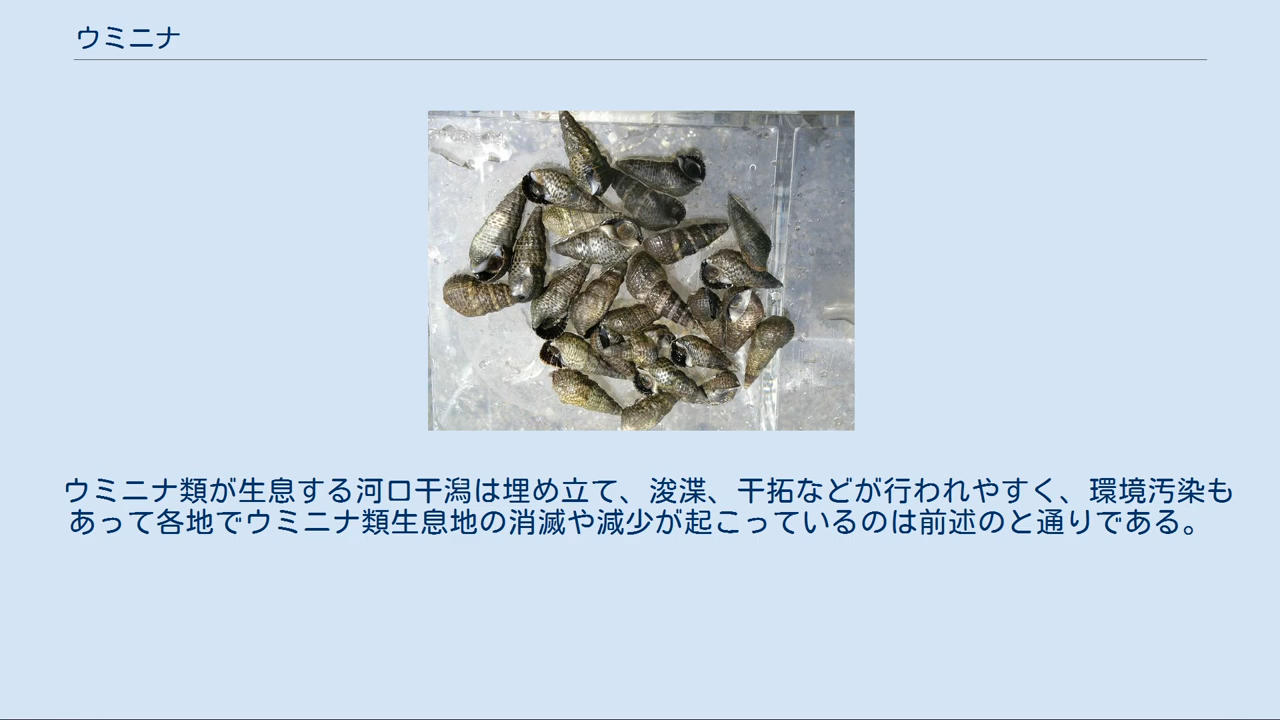 ウミニナ
ウミニナ類が生息する河口干潟は埋め立て、浚渫、干拓などが行われやすく、環境汚染も
あって各地でウミニナ類生息地の消滅や減少が起こっているのは前述のと通りである。